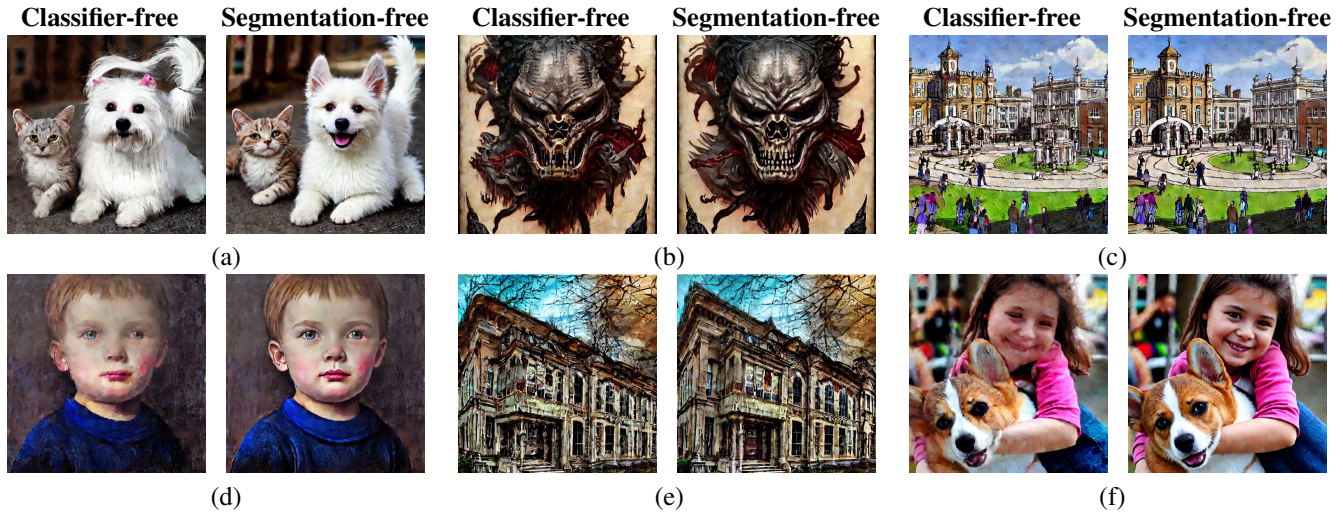 Classifier-free Segmentation-free Classifier-free Segmentation-free Classifier-free Segmentation-free
(a) (b) (c)
(d) (e) (f)